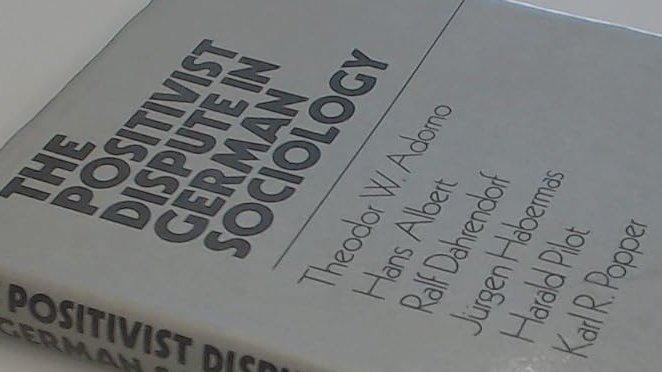 THE
POSITIVIST
DISPUTE IN
GERMAN
SOCIOLOGY
Theodor W. Adorno
Hans Albert
Ralf Dahrendorf
Jürgen Habermas
Harald Pilot
Karl R. Popper
POSITIVIST
GERMAN